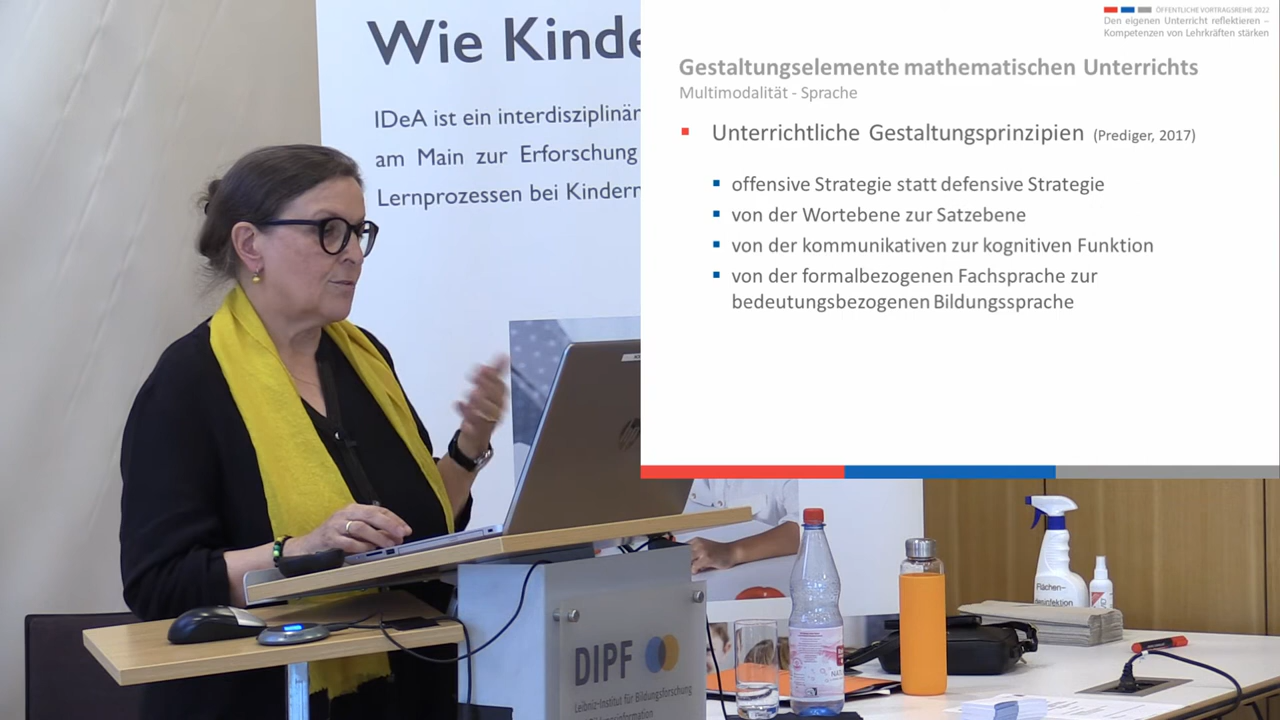 Wie Kinde
IDeA ist ein interdisziplinär
am Main zur Erforschung
Lernprozessen bei Kindern
ÖFFENTLICHE VORTRAGSREIHE 2022
Den eigenen Unterricht reflektieren –
Kompetenzen von Lehrkräften stärken
Gestaltungselemente mathematischen Unterrichts
Multimodalität - Sprache
Unterrichtliche Gestaltungsprinzipien (Prediger, 2017)
offensive Strategie statt defensive Strategie
von der Wortebene zur Satzebene
von der kommunikativen zur kognitiven Funktion
von der formalbezogenen Fachsprache zur
bedeutungsbezogenen Bildungssprache
Flächen-
desinfektion
DIPF
Leibniz-Institut für Bildungsforschung